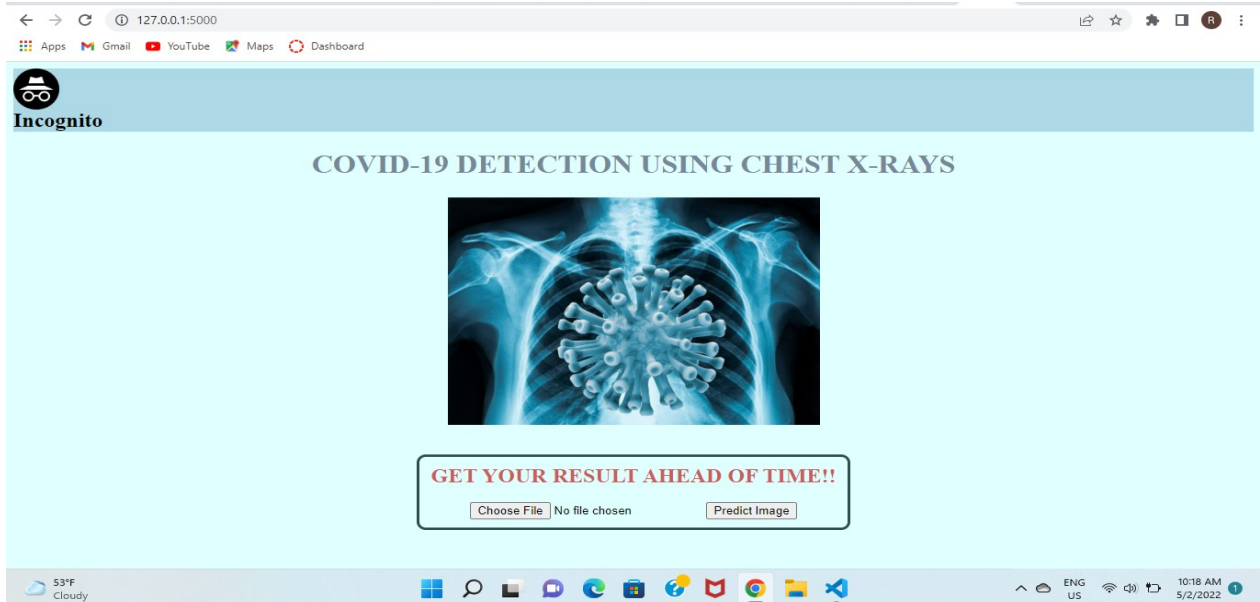 127.0.0.1:5000
R
Apps Gmail YouTube Maps Dashboard
Incognito
COVID-19 DETECTION USING CHEST X-RAYS
GET YOUR RESULT AHEAD OF TIME!!
Choose File No file chosen Predict Image
53°F
Cloudy
ENG
US
10:18 AM
5/2/2022
1